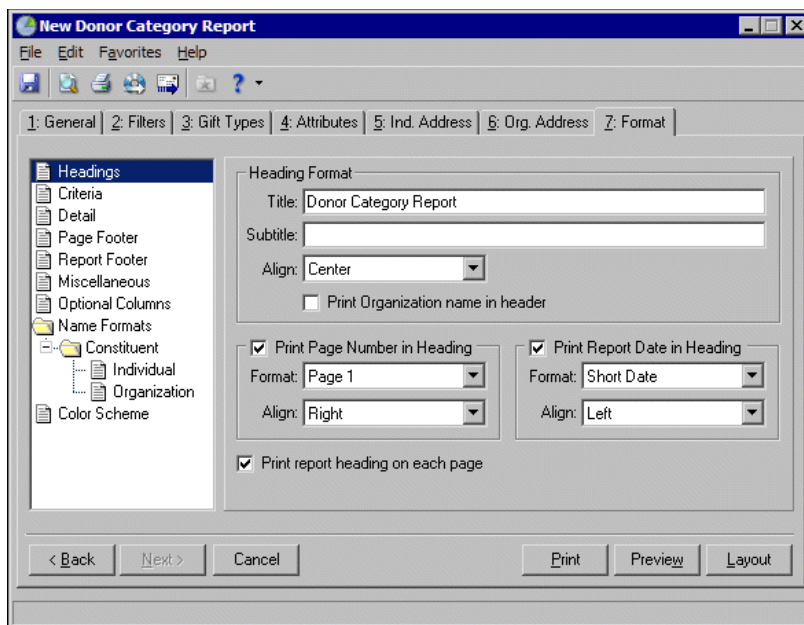 New Donor Category Report
File Edit Favorites Help
1: General 2: Filters 3: Gift Types 4: Attributes 5: Ind. Address 6: Org. Address 7: Format
Headings
Criteria
Detail
Page Footer
Report Footer
Miscellaneous
Optional Columns
Name Formats
Constituent
Individual
Organization
Color Scheme
Heading Format
Title: Donor Category Report
Subtitle:
Align: Center
Print Organization name in header
Print Page Number in Heading
Format: Page 1
Align: Right
Print Report Date in Heading
Format: Short Date
Align: Left
Print report heading on each page
< Back Next > Cancel Print Preview Layout